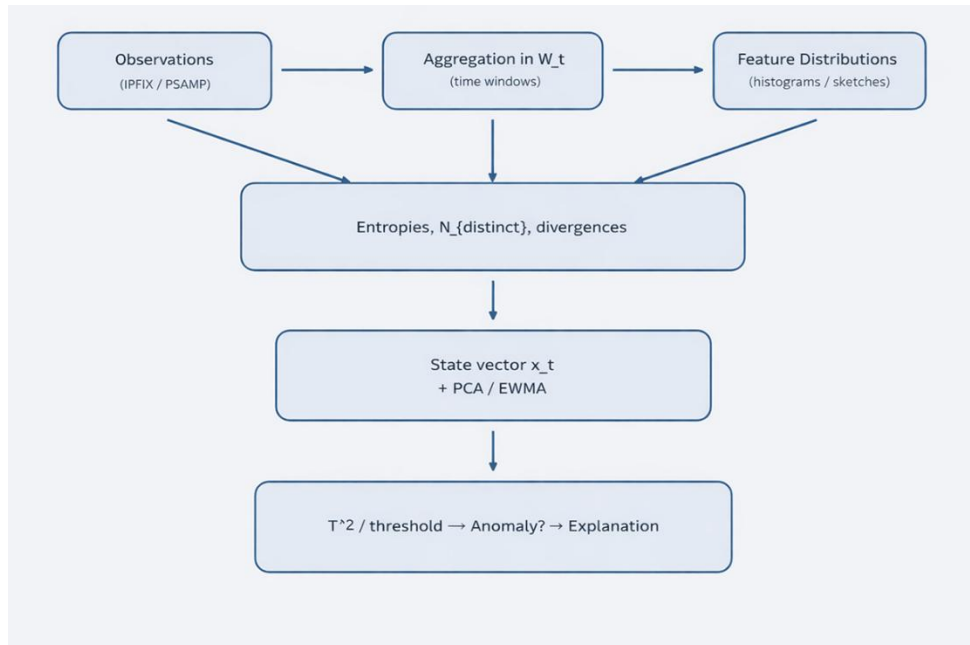 Observations
(IPFIX / PSAMP)
Aggregation in W_t
(time windows)
Feature Distributions
(histograms / sketches)
Entropies, N_{distinct}, divergences
State vector x_t
+ PCA / EWMA
T^2 / threshold → Anomaly? → Explanation